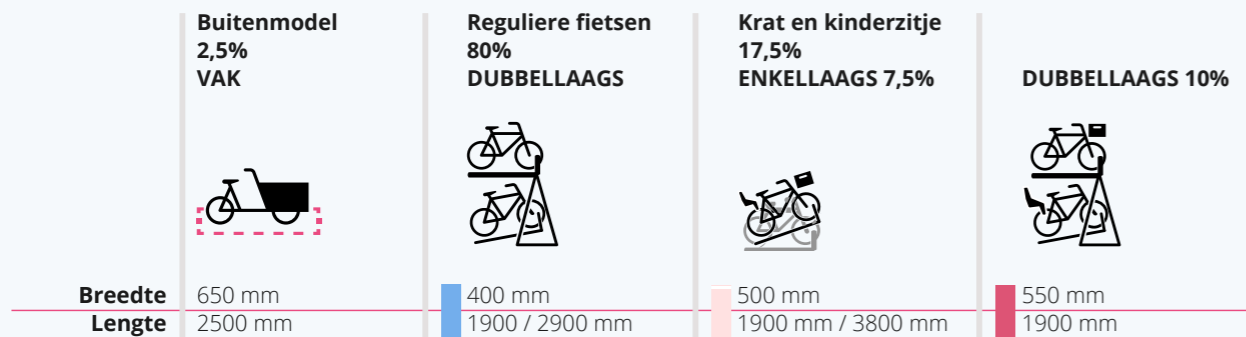 Buitenmodel
2,5%
VAK
Reguliere fietsen
80%
DUBBELLAAGS
Krat en kinderzitje
17,5%
ENKELLAAGS 7,5%
DUBBELLAAGS 10%
Breedte 650 mm 400 mm 500 mm 550 mm
Lengte 2500 mm 1900 / 2900 mm 1900 mm / 3800 mm 1900 mm